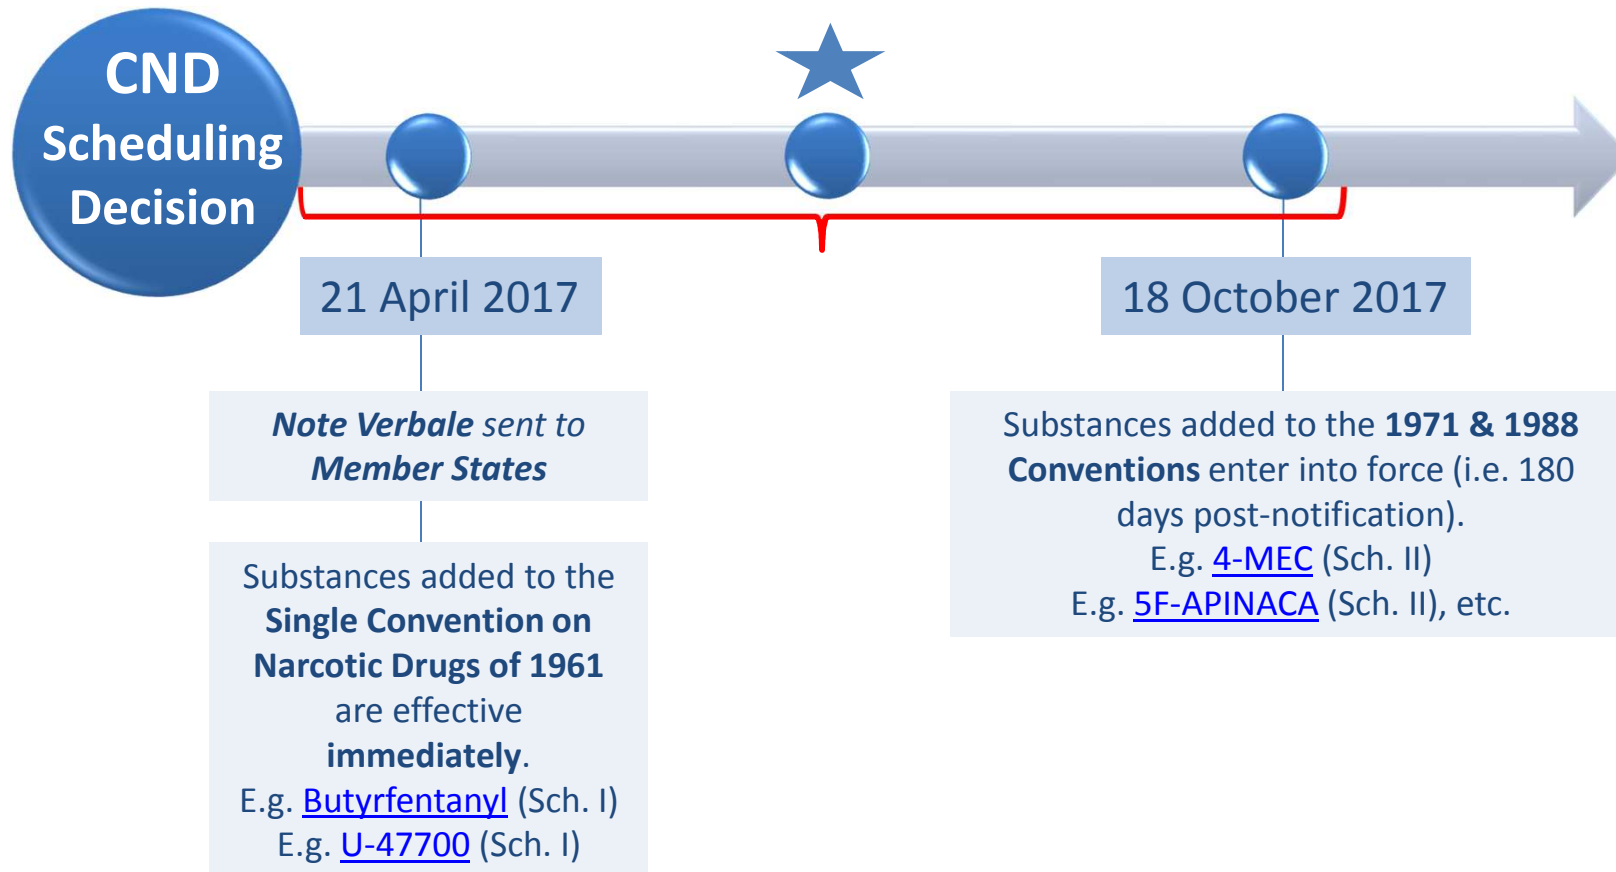 CND
Scheduling
Decision
21 April 2017
Note Verbale sent to
Member States
Substances added to the
Single Convention on
Narcotic Drugs of 1961
are effective
immediately.
E.g. Butyrfentanyl (Sch. I)
E.g. U-47700 (Sch. I)
18 October 2017
Substances added to the 1971 & 1988
Conventions enter into force (i.e. 180
days post-notification).
E.g. 4-MEC (Sch. II)
E.g. 5F-APINACA (Sch. II), etc.